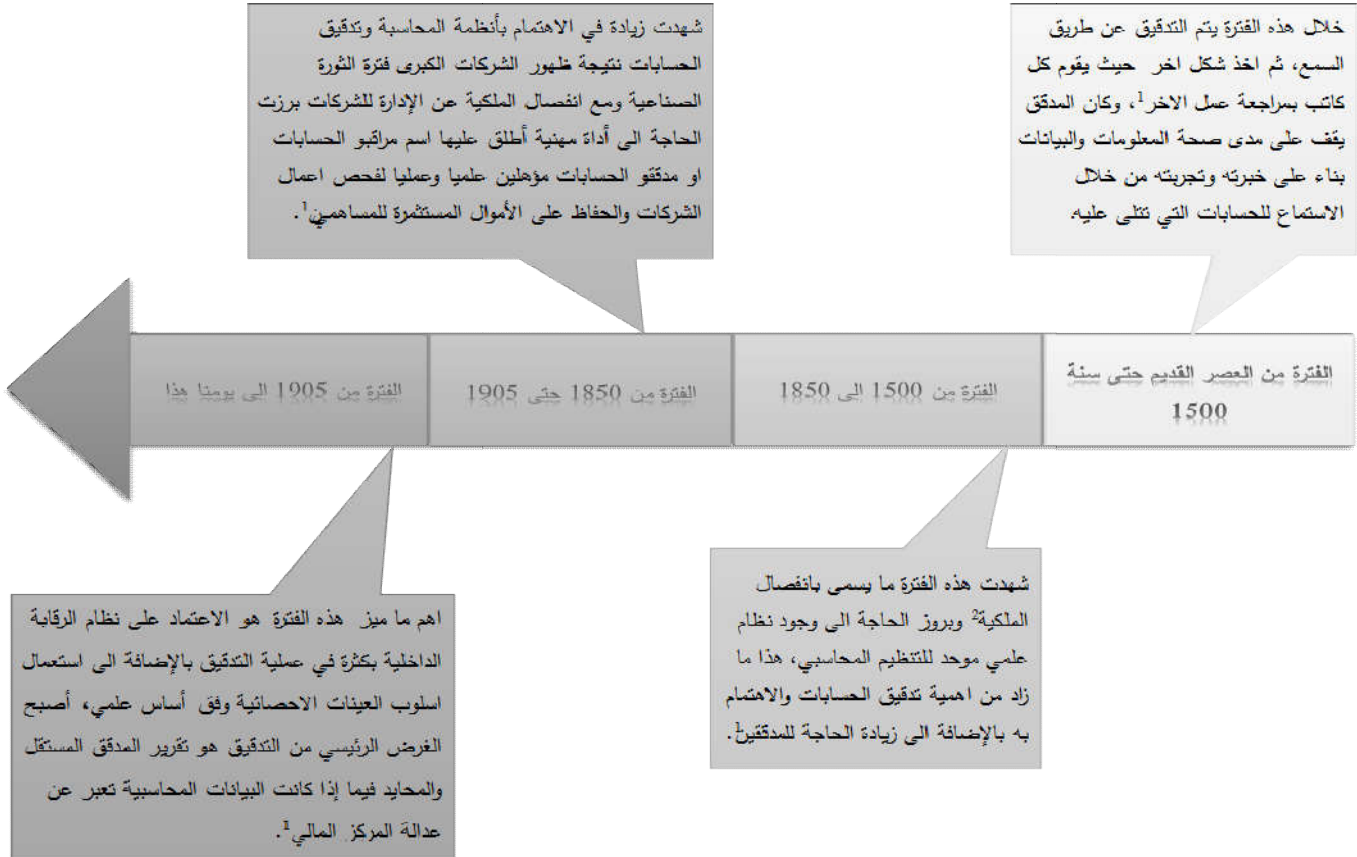 خلال هذه الفترة يتم التدقيق عن طريق
السمع، ثم اخذ شكل اخر حيث يقوم كل
كاتب بمراجعة عمل الاخر¹، وكان المدقق
يقف على مدى صحة المعلومات والبيانات
بناء على خبرته وتجربته من خلال
الاستماع للحسابات التي تتلى عليه.
شهدت زيادة في الاهتمام بأنظمة المحاسبة وتدقيق
الحسابات نتيجة ظهور الشركات الكبرى فترة الثورة
الصناعية ومع انفصال الملكية عن الإدارة للشركات برزت
الحاجة الى أداة مهنية أطلق عليها اسم مراقبو الحسابات
او مدققو الحسابات مؤهلين علميا وعمليا لفحص اعمال
الشركات والحفاظ على الأموال المستثمرة للمساهمين¹.
الفترة من العصر القديم حتى سنة
1500
الفترة من 1500 الى 1850
الفترة من 1850 حتى 1905
الفترة من 1905 الى يومنا هذا
شهدت هذه الفترة ما يسمى بانفصال
الملكية² وبروز الحاجة الى وجود نظام
علمي موحد للتنظيم المحاسبي، هذا ما
زاد من اهمية تدقيق الحسابات والاهتمام
به بالإضافة الى زيادة الحاجة للمدققين¹.
اهم ما ميز هذه الفترة هو الاعتماد على نظام الرقابة
الداخلية بكثرة في عملية التدقيق بالإضافة الى استعمال
اسلوب العينات الاحصائية وفق أساس علمي، أصبح
الغرض الرئيسي من التدقيق هو تقرير المدقق المستقل
والمحايد فيما إذا كانت البيانات المحاسبية تعبر عن
عدالة المركز المالي¹.